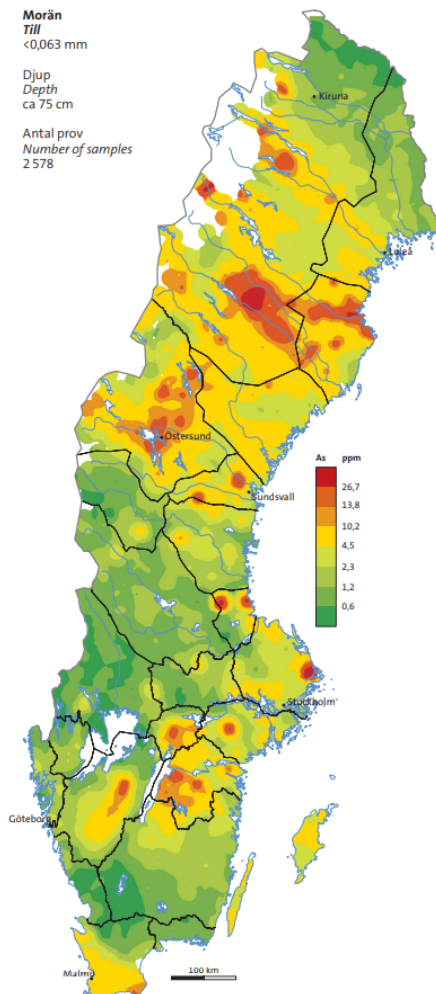 Morän
Till
<0,063 mm
Djup
Depth
ca 75 cm
Antal prov
Number of samples
2 578
Kiruna
Luleå
Östersund
Sundsvall
As ppm
26,7
13,8
10,2
4,5
2,3
1,2
0,6
Stockholm
Göteborg
Malmö
100 km